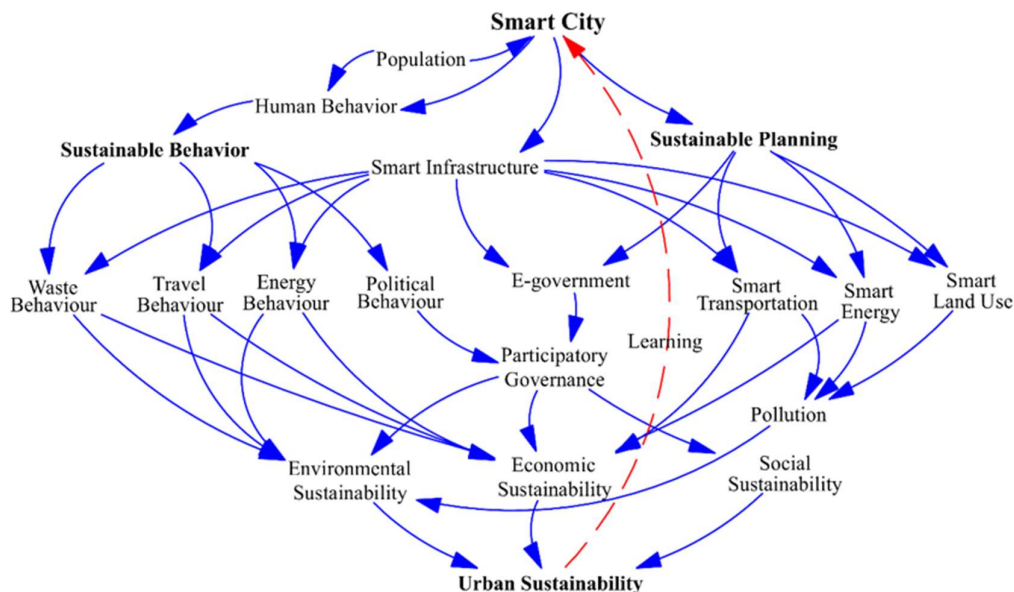 Smart City
Population
Human Behavior
Sustainable Behavior
Sustainable Planning
Smart Infrastructure
Waste
Behaviour
Travel
Behaviour
Energy
Behaviour
Political
Behaviour
E-government
Smart
Transportation
Smart
Energy
Smart
Land Use
Learning
Participatory
Governance
Pollution
Environmental
Sustainability
Economic
Sustainability
Social
Sustainability
Urban Sustainability